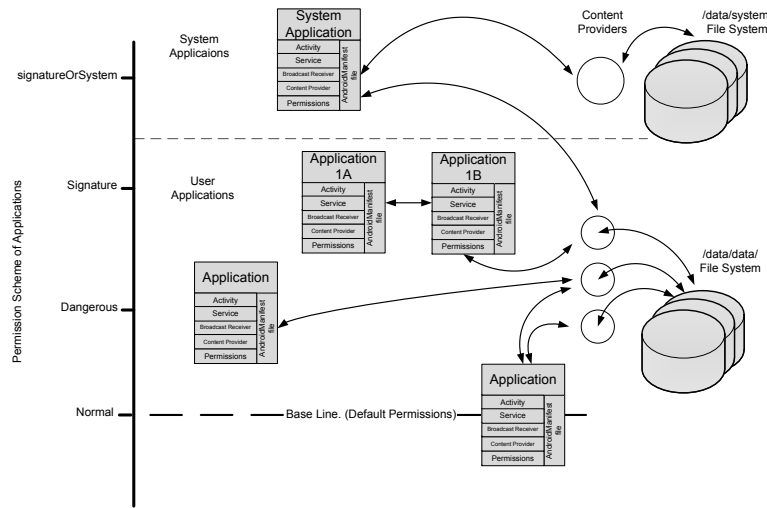 System
Applicaions
System
Application
Activity
Service
Broadcast Receiver
Content Provider
Permissions
AndroidManifest
file
Content
Providers
/data/system
File System
signatureOrSystem
Signature
User
Applications
Application
1A
Activity
Service
Broadcast Receiver
Content Provider
Permissions
AndroidManifest
file
Application
1B
Activity
Service
Broadcast Receiver
Content Provider
Permissions
AndroidManifest
file
Permission Scheme of Applications
/data/data/
File System
Application
Activity
Service
Broadcast Receiver
Content Provider
Permissions
AndroidManifest
file
Dangerous
Application
Activity
Service
Broadcast Receiver
Content Provider
Permissions
AndroidManifest
file
Normal
Base Line. (Default Permissions)